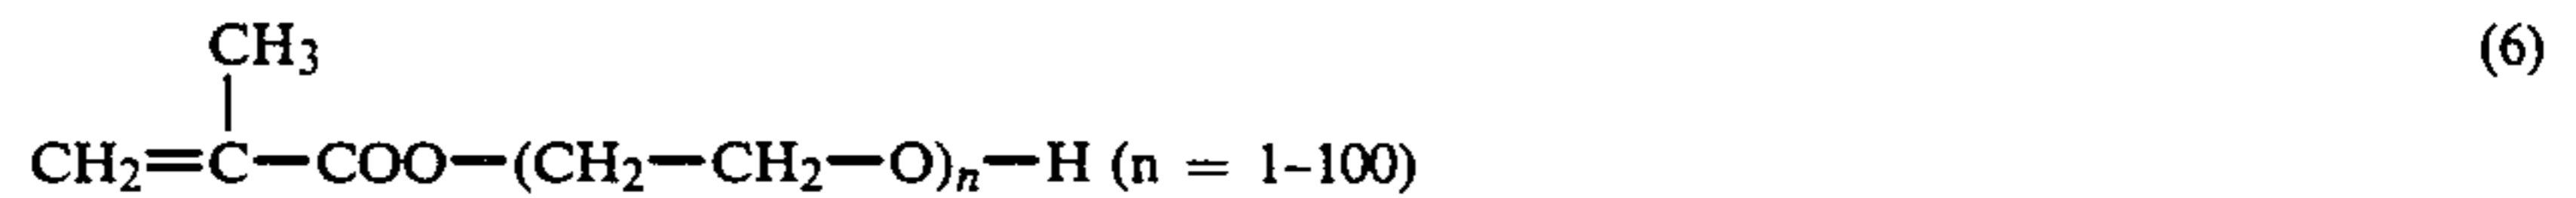 CH3 (6)
CH2=C—COO—(CH2—CH2—O)n—H (n = 1-100)